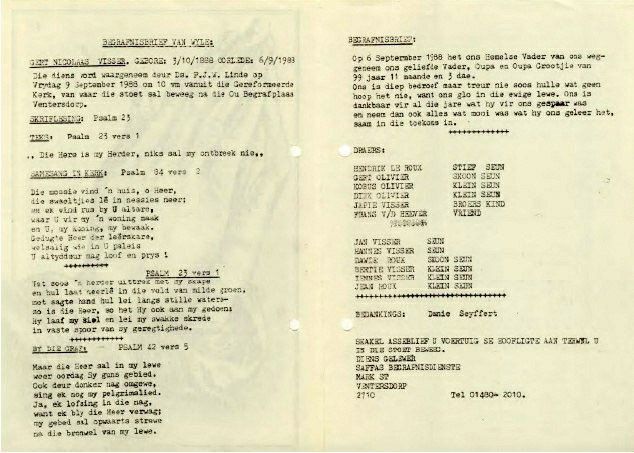 BEGRAFNISBRIEF VAN WYLE:
GERT NICOLAAS VISSER, GEBORE: 3/10/1888 OORLEDE: 6/9/1988
Die diens word waargeneem deur Ds. P.J.W. Linde op
Vrydag 9 September 1988 om 10 vm vanuit die Gereformeerde
Kerk, van waar die stoet sal beweeg na die Ou Begrafplaas
Ventersdorp.
SKRIFLESING: Psalm 23
TEKS: Psalm 23 vers 1
,, Die Here is my Herder, niks sal my ontbreek nie,,
SAMESANG IN KERK: Psalm 84 vers 2
Die mossie vind 'n huis, o Heer,
die swaeltjies lê in nessies neer;
en ek vind rus by U altare,
waar U vir my 'n woning maak
en U, my koning, my bewaak.
Gedugte Heer der leërskare,
welsalig wie in U paleis
U altyddeur mag loof en prys !
++++++++++
PSALM 23 vers 1
Wat soos 'n herder uittrek met sy skape
en hul laat neerlê in die veld van milde groen,
met sagte hand hul lei langs stille waters-
so is die Heer, so het Hy ook aan my gedoen:
Hy laaf my siel en lei my swakke skrede
in vaste spoor van sy geregtighede.
++++++++++++
BY DIE GRAF: PSALM 42 vers 5
Maar die Heer sal in my lewe
weer oordag Sy guns gebied.
Ook deur donker nag omgewe,
sing ek nog my pelgrimslied.
Ja, ek lofsing in die nag,
want ek bly die Heer verwag;
my gebed sal opwaarts strewe
na die bronwel van my lewe.
BEGRAFNISBRIEF:
Op 6 September 1988 het ons Hemelse Vader van ons weg-
geneem ons geliefte Vader, Oupa en Oupa Grootjie van
99 jaar 11 maande en 3 dae.
Ons is diep bedroef maar treur nie soos hulle wat geen
hoop het nie, want ons glo in die ewige lewe. Ons is
dankbaar vir al die jare wat hy vir ons gespaar was
en neem dan ook alles wat mooi was wat hy ons geleer het,
saam in die toekoms in.
++++++++++++
DRAERS:
HENDRIK LE ROUX STIEF SEUN
GERT OLIVIER SKOON SEUN
KOBUS OLIVIER KLEIN SEUN
DIRK OLIVIER KLEIN SEUN
JAPIE VISSER BROERS KIND
FRANS V/D HEEVER VRIEND
JAN VISSER SEUN
HANNES VISSER SEUN
DAWIE ROUX SKOON SEUN
BERTIE VISSER KLEIN SEUN
HENNES VISSER KLEIN SEUN
JEAN ROUX KLEIN SEUN
++++++++++++++++++++++++++++++
BEDANKINGS: Danie Seyffert
SKAKEL ASSEBLIEF U VOERTUIG SE HOOFLIGTE AAN TERWYL U
IN DIE STOET BEWEEG.
DIENS GELEWER
SAFFAS BEGRAFNISDIENSTE
MARK ST
VENTERSDORP
2710 Tel 01480- 2010.